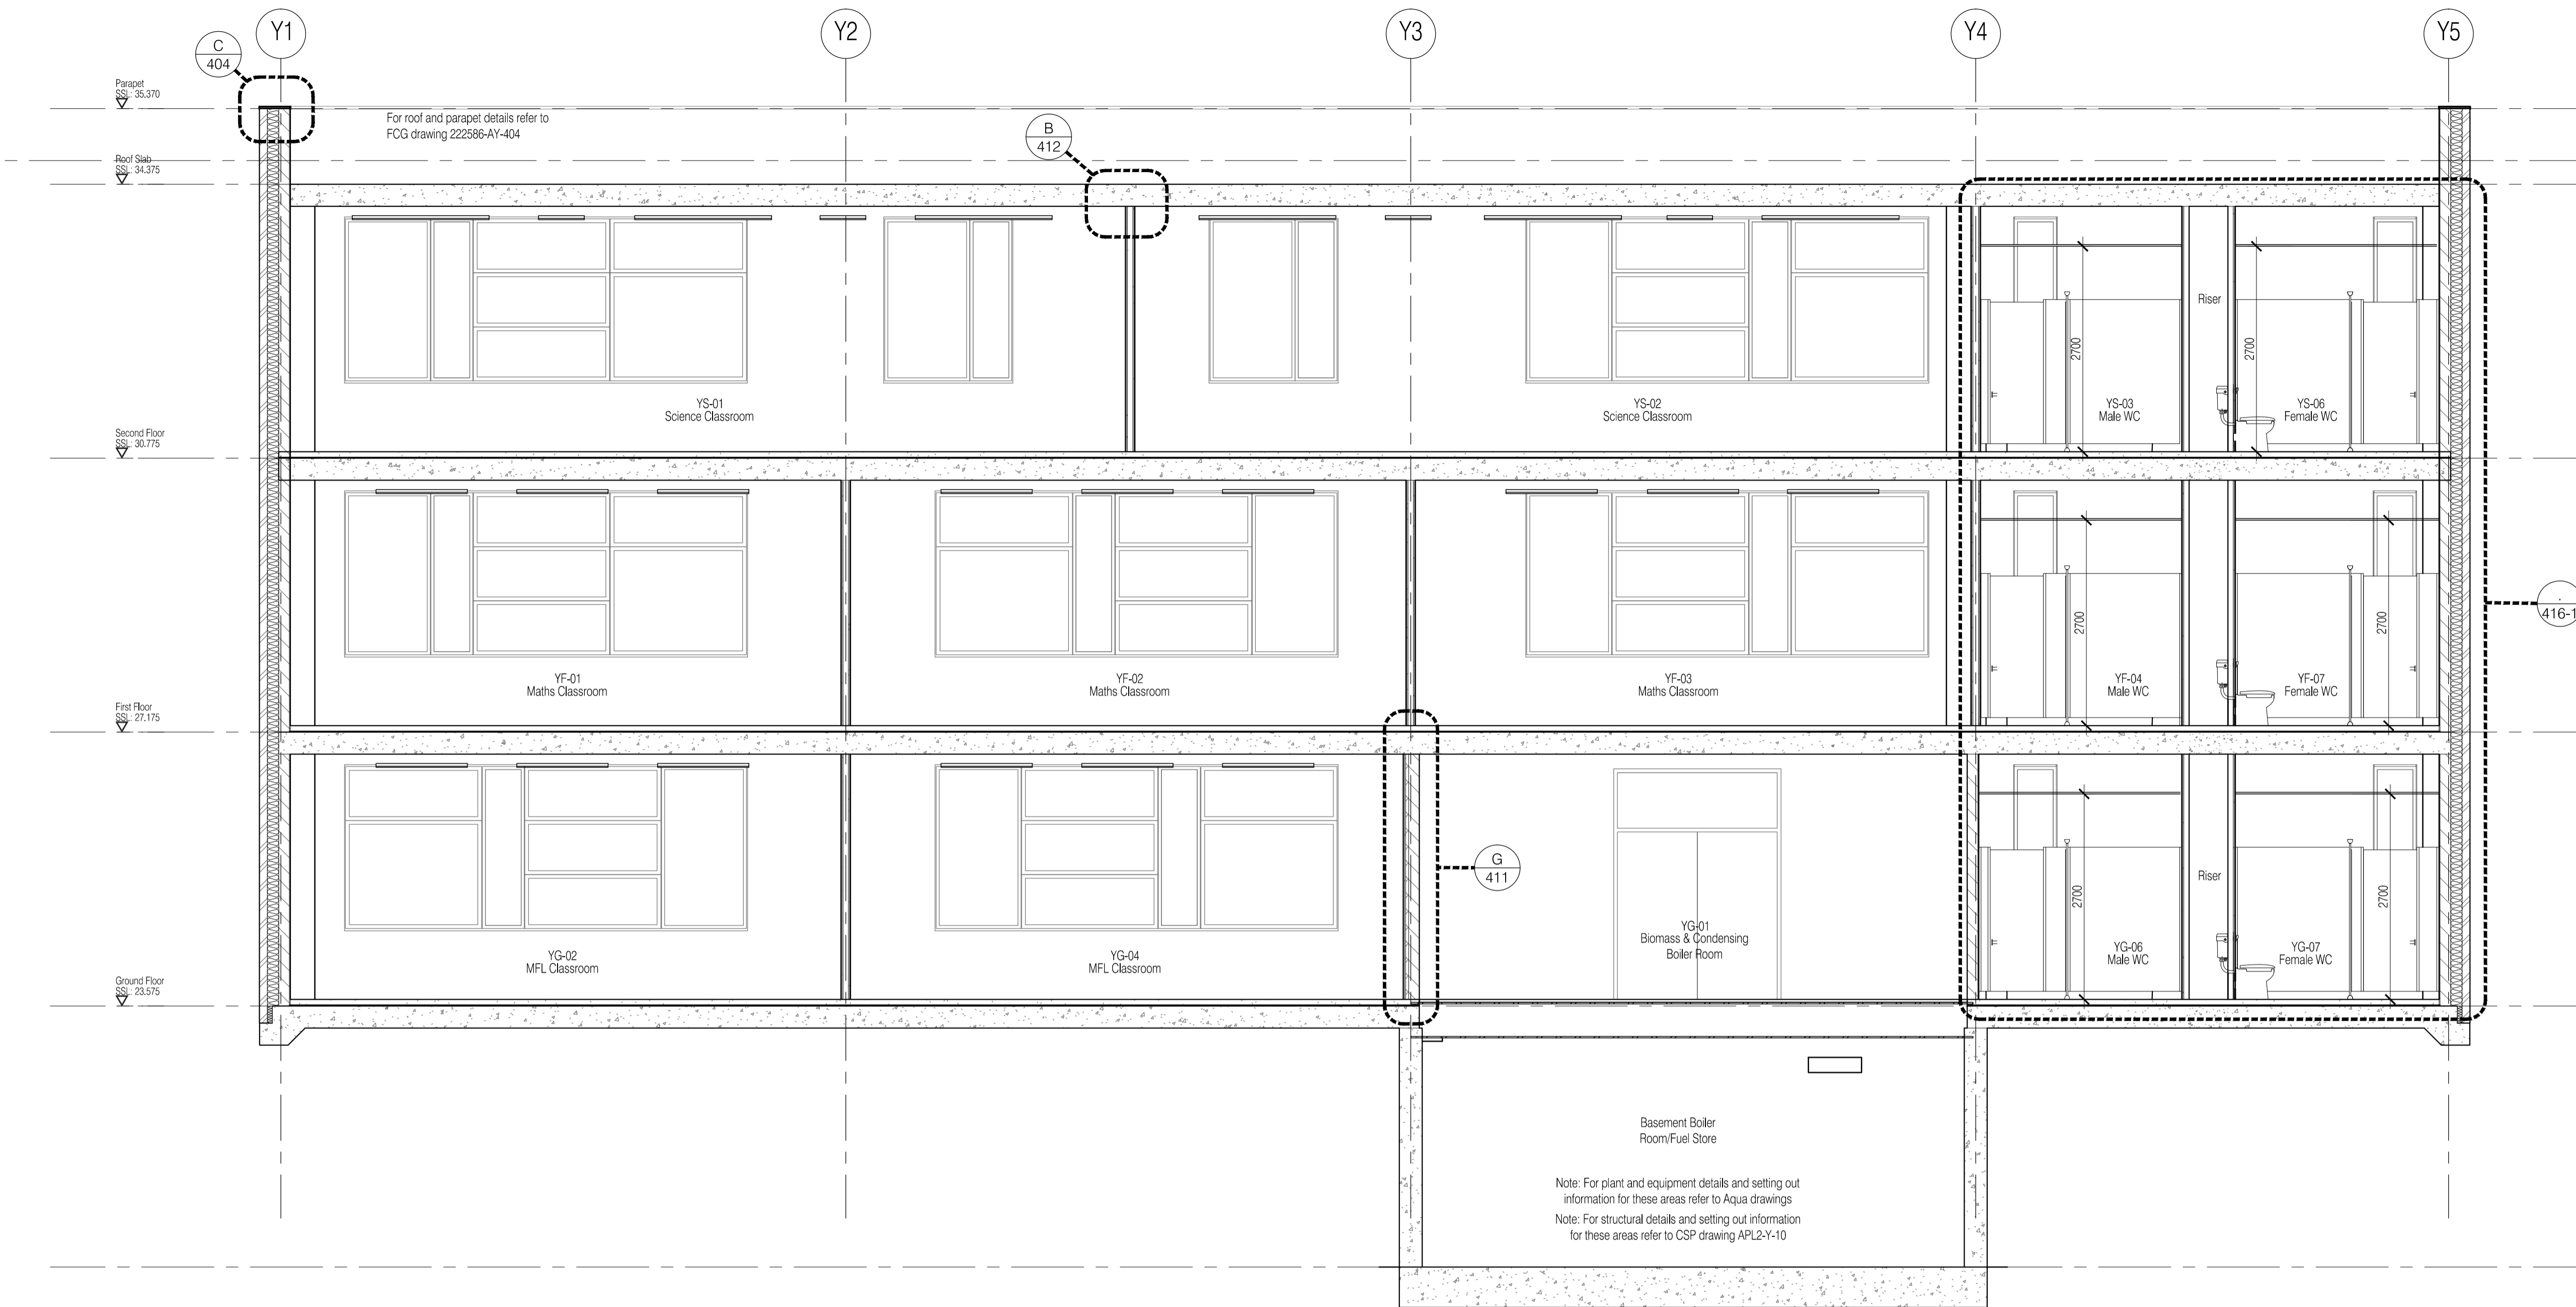 Y1
Y2
Y3
Y4
Y5
C
404
Parapet
SSL: 35.370
For roof and parapet details refer to
FCG drawing 222586-AY-404
B
412
Roof Slab
SSL: 34.375
Riser
2700
2700
YS-01
Science Classroom
YS-02
Science Classroom
YS-03
Male WC
YS-06
Female WC
Second Floor
SSL: 30.775
416-1
2700
2700
YF-01
Maths Classroom
YF-02
Maths Classroom
YF-03
Maths Classroom
YF-04
Male WC
YF-07
Female WC
First Floor
SSL: 27.175
G
411
Riser
2700
2700
YG-02
MFL Classroom
YG-04
MFL Classroom
YG-01
Biomass & Condensing
Boiler Room
YG-06
Male WC
YG-07
Female WC
Ground Floor
SSL: 23.575
Basement Boiler
Room/Fuel Store
Note: For plant and equipment details and setting out
information for these areas refer to Aqua drawings
Note: For structural details and setting out information
for these areas refer to CSP drawing APL2-Y-10